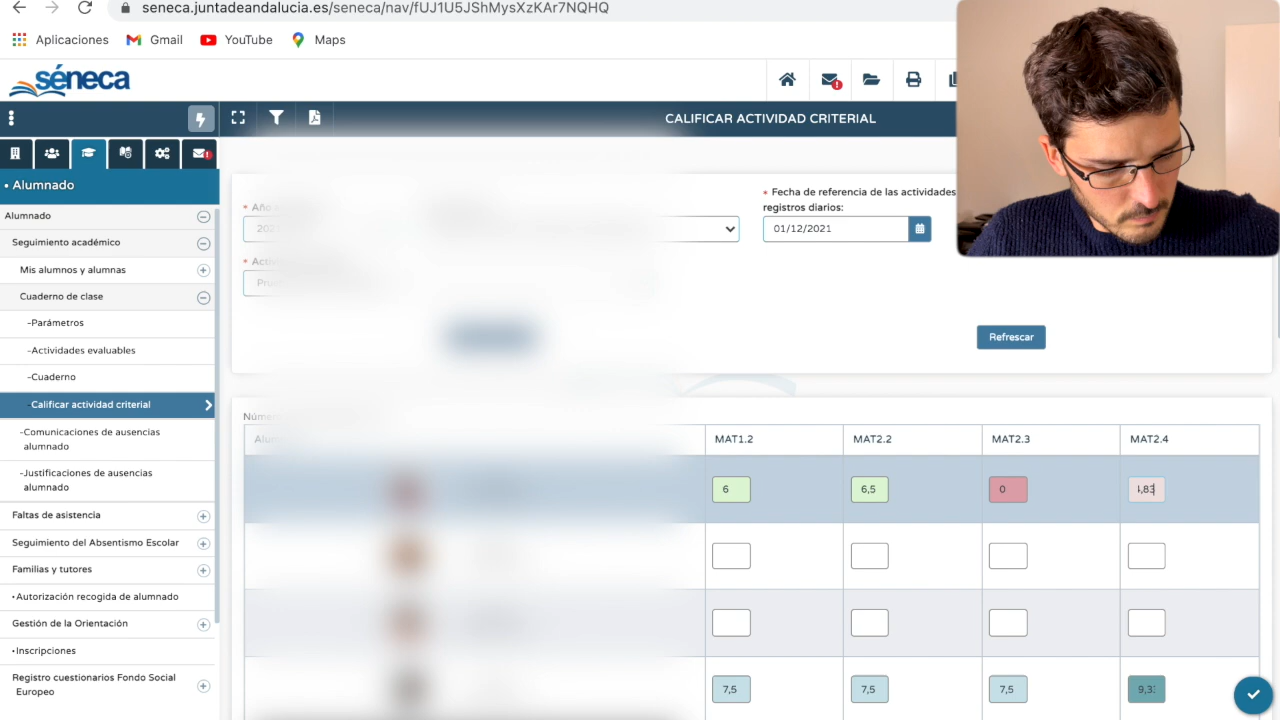 seneca.juntadeandalucia.es/seneca/nav/fUJ1U5JShMysXzKAr7NQHQ
Aplicaciones Gmail YouTube Maps
séneca
CALIFICAR ACTIVIDAD CRITERIAL
• Alumnado
Alumnado
Seguimiento académico
Mis alumnos y alumnas
Cuaderno de clase
-Parámetros
-Actividades evaluables
-Cuaderno
Calificar actividad criterial
-Comunicaciones de ausencias
alumnado
-Justificaciones de ausencias
alumnado
Faltas de asistencia
Seguimiento del Absentismo Escolar
Familias y tutores
•Autorización recogida de alumnado
Gestión de la Orientación
•Inscripciones
Registro cuestionarios Fondo Social
Europeo
* Año
* Fecha de referencia de las actividades
registros diarios:
01/12/2021
Refrescar
MAT1.2 MAT2.2 MAT2.3 MAT2.4
6 6,5 0 ,83
7,5 7,5 7,5 9,3